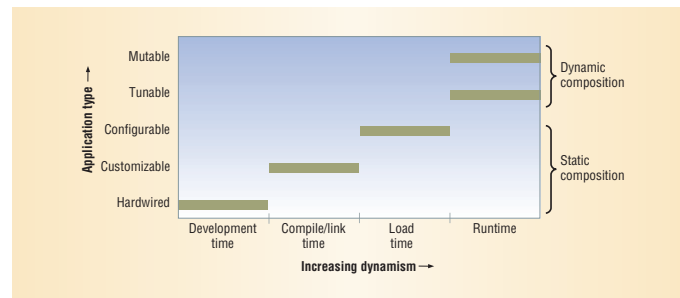 Mutable
Tunable
Configurable
Customizable
Hardwired
Application type →
Dynamic
composition
Static
composition
Development
time
Compile/link
time
Load
time
Runtime
Increasing dynamism →